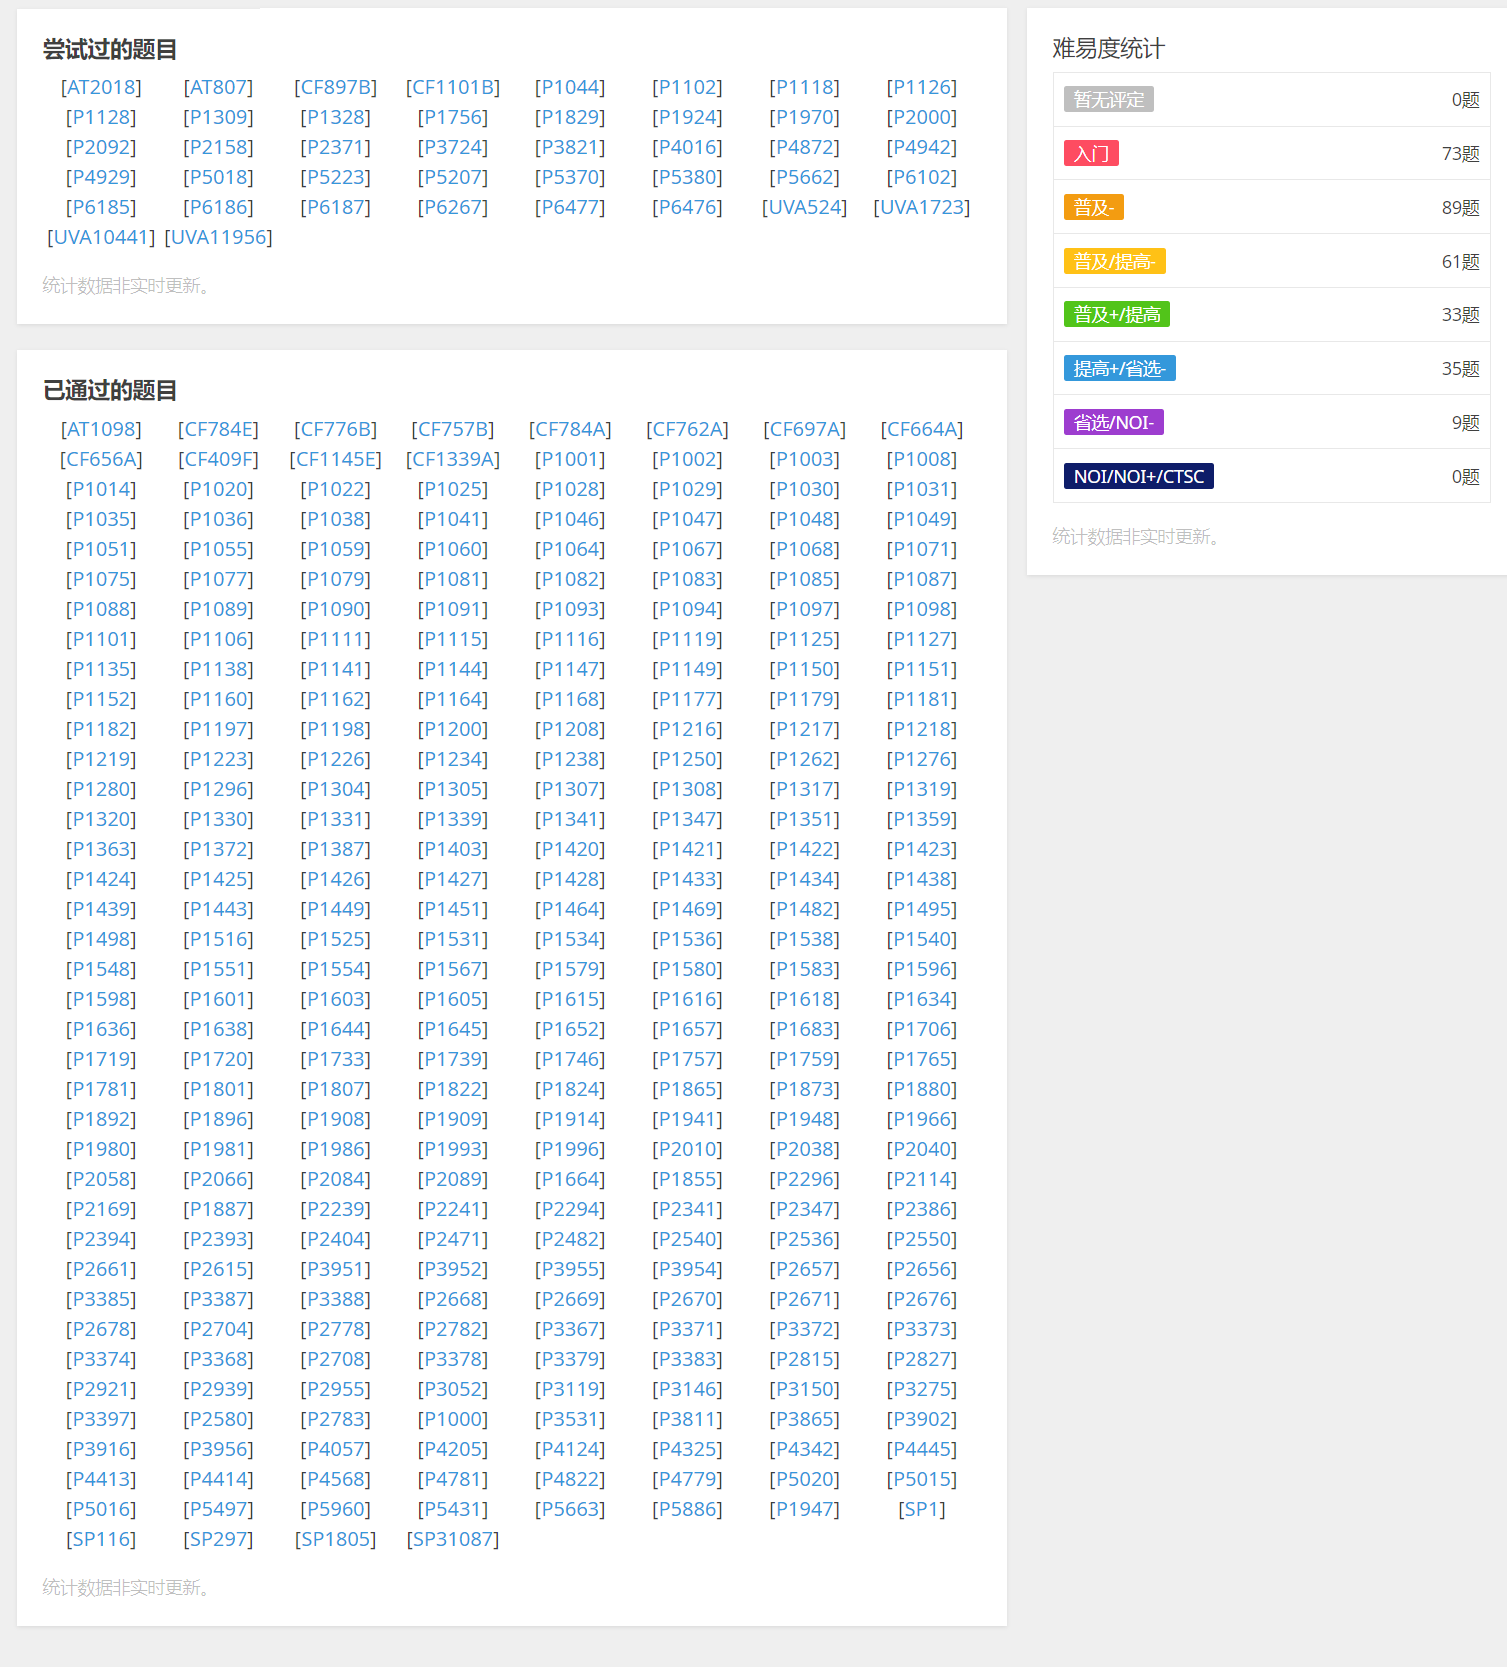 尝试过的题目
[AT2018] [AT807] [CF897B] [CF1101B] [P1044] [P1102] [P1118] [P1126]
[P1128] [P1309] [P1328] [P1756] [P1829] [P1924] [P1970] [P2000]
[P2092] [P2158] [P2371] [P3724] [P3821] [P4016] [P4872] [P4942]
[P4929] [P5018] [P5223] [P5207] [P5370] [P5380] [P5662] [P6102]
[P6185] [P6186] [P6187] [P6267] [P6477] [P6476] [UVA524] [UVA1723]
[UVA10441] [UVA11956]
统计数据非实时更新。
已通过的题目
[AT1098] [CF784E] [CF776B] [CF757B] [CF784A] [CF762A] [CF697A] [CF664A]
[CF656A] [CF409F] [CF1145E] [CF1339A] [P1001] [P1002] [P1003] [P1008]
[P1014] [P1020] [P1022] [P1025] [P1028] [P1029] [P1030] [P1031]
[P1035] [P1036] [P1038] [P1041] [P1046] [P1047] [P1048] [P1049]
[P1051] [P1055] [P1059] [P1060] [P1064] [P1067] [P1068] [P1071]
[P1075] [P1077] [P1079] [P1081] [P1082] [P1083] [P1085] [P1087]
[P1088] [P1089] [P1090] [P1091] [P1093] [P1094] [P1097] [P1098]
[P1101] [P1106] [P1111] [P1115] [P1116] [P1119] [P1125] [P1127]
[P1135] [P1138] [P1141] [P1144] [P1147] [P1149] [P1150] [P1151]
[P1152] [P1160] [P1162] [P1164] [P1168] [P1177] [P1179] [P1181]
[P1182] [P1197] [P1198] [P1200] [P1208] [P1216] [P1217] [P1218]
[P1219] [P1223] [P1226] [P1234] [P1238] [P1250] [P1262] [P1276]
[P1280] [P1296] [P1304] [P1305] [P1307] [P1308] [P1317] [P1319]
[P1320] [P1330] [P1331] [P1339] [P1341] [P1347] [P1351] [P1359]
[P1363] [P1372] [P1387] [P1403] [P1420] [P1421] [P1422] [P1423]
[P1424] [P1425] [P1426] [P1427] [P1428] [P1433] [P1434] [P1438]
[P1439] [P1443] [P1449] [P1451] [P1464] [P1469] [P1482] [P1495]
[P1498] [P1516] [P1525] [P1531] [P1534] [P1536] [P1538] [P1540]
[P1548] [P1551] [P1554] [P1567] [P1579] [P1580] [P1583] [P1596]
[P1598] [P1601] [P1603] [P1605] [P1615] [P1616] [P1618] [P1634]
[P1636] [P1638] [P1644] [P1645] [P1652] [P1657] [P1683] [P1706]
[P1719] [P1720] [P1733] [P1739] [P1746] [P1757] [P1759] [P1765]
[P1781] [P1801] [P1807] [P1822] [P1824] [P1865] [P1873] [P1880]
[P1892] [P1896] [P1908] [P1909] [P1914] [P1941] [P1948] [P1966]
[P1980] [P1981] [P1986] [P1993] [P1996] [P2010] [P2038] [P2040]
[P2058] [P2066] [P2084] [P2089] [P1664] [P1855] [P2296] [P2114]
[P2169] [P1887] [P2239] [P2241] [P2294] [P2341] [P2347] [P2386]
[P2394] [P2393] [P2404] [P2471] [P2482] [P2540] [P2536] [P2550]
[P2661] [P2615] [P3951] [P3952] [P3955] [P3954] [P2657] [P2656]
[P3385] [P3387] [P3388] [P2668] [P2669] [P2670] [P2671] [P2676]
[P2678] [P2704] [P2778] [P2782] [P3367] [P3371] [P3372] [P3373]
[P3374] [P3368] [P2708] [P3378] [P3379] [P3383] [P2815] [P2827]
[P2921] [P2939] [P2955] [P3052] [P3119] [P3146] [P3150] [P3275]
[P3397] [P2580] [P2783] [P1000] [P3531] [P3811] [P3865] [P3902]
[P3916] [P3956] [P4057] [P4205] [P4124] [P4325] [P4342] [P4445]
[P4413] [P4414] [P4568] [P4781] [P4822] [P4779] [P5020] [P5015]
[P5016] [P5497] [P5960] [P5431] [P5663] [P5886] [P1947] [SP1]
[SP116] [SP297] [SP1805] [SP31087]
统计数据非实时更新。
难易度统计
暂无评定 0题
入门 73题
普及- 89题
普及/提高- 61题
普及+/提高 33题
提高+/省选- 35题
省选/NOI- 9题
NOI/NOI+/CTSC 0题
统计数据非实时更新。